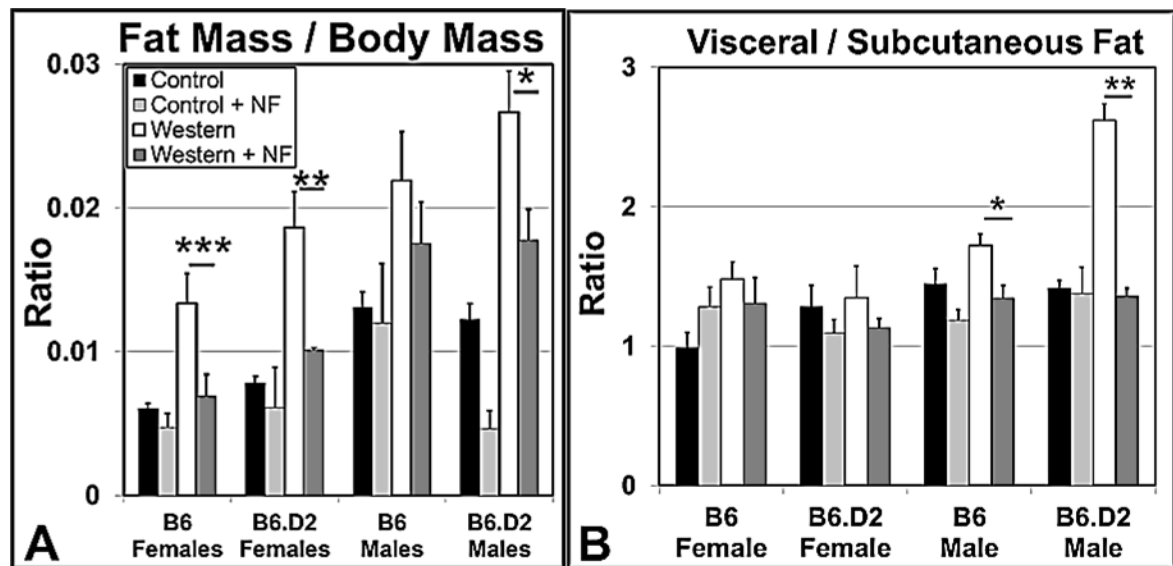 Fat Mass / Body Mass
0.03
0.02
0.01
0
Ratio
Control
Control + NF
Western
Western + NF
***
**
*
B6
Females
B6.D2
Females
B6
Males
B6.D2
Males
A
Visceral / Subcutaneous Fat
3
2
1
0
Ratio
*
**
B6
Female
B6.D2
Female
B6
Male
B6.D2
Male
B